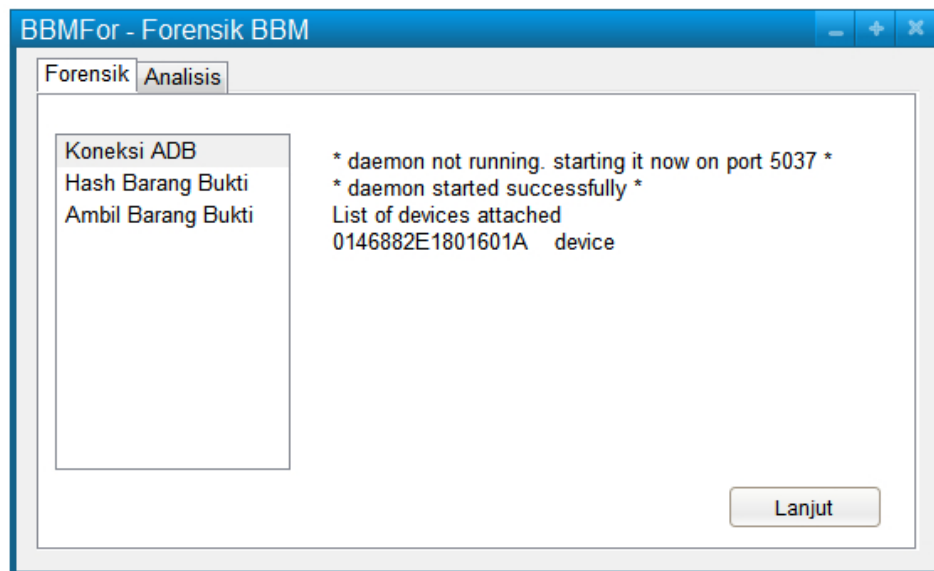 BBMFor - Forensik BBM
Forensik
Analisis
Koneksi ADB
Hash Barang Bukti
Ambil Barang Bukti
* daemon not running. starting it now on port 5037 *
* daemon started successfully *
List of devices attached
0146882E1801601A device
Lanjut